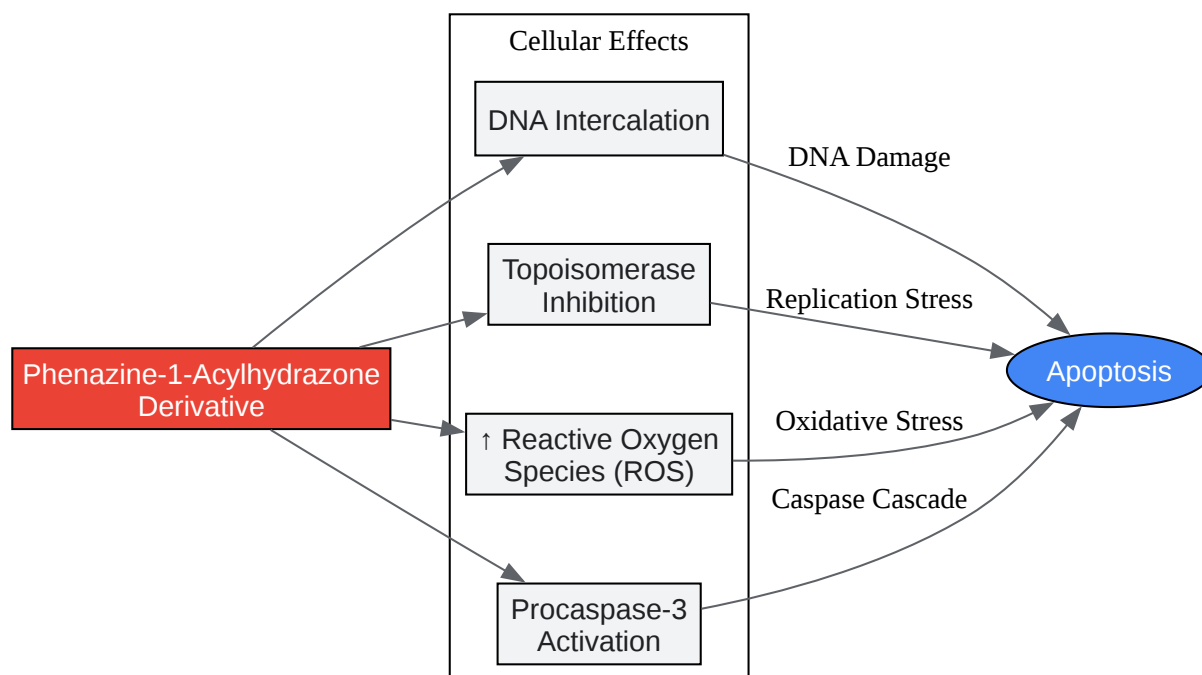 Cellular Effects
DNA Intercalation
DNA Damage
Topoisomerase
Inhibition
Replication Stress
Phenazine-1-Acylhydrazone
Derivative
Apoptosis
↑ Reactive Oxygen
Species (ROS)
Oxidative Stress
Caspase Cascade
Procaspase-3
Activation